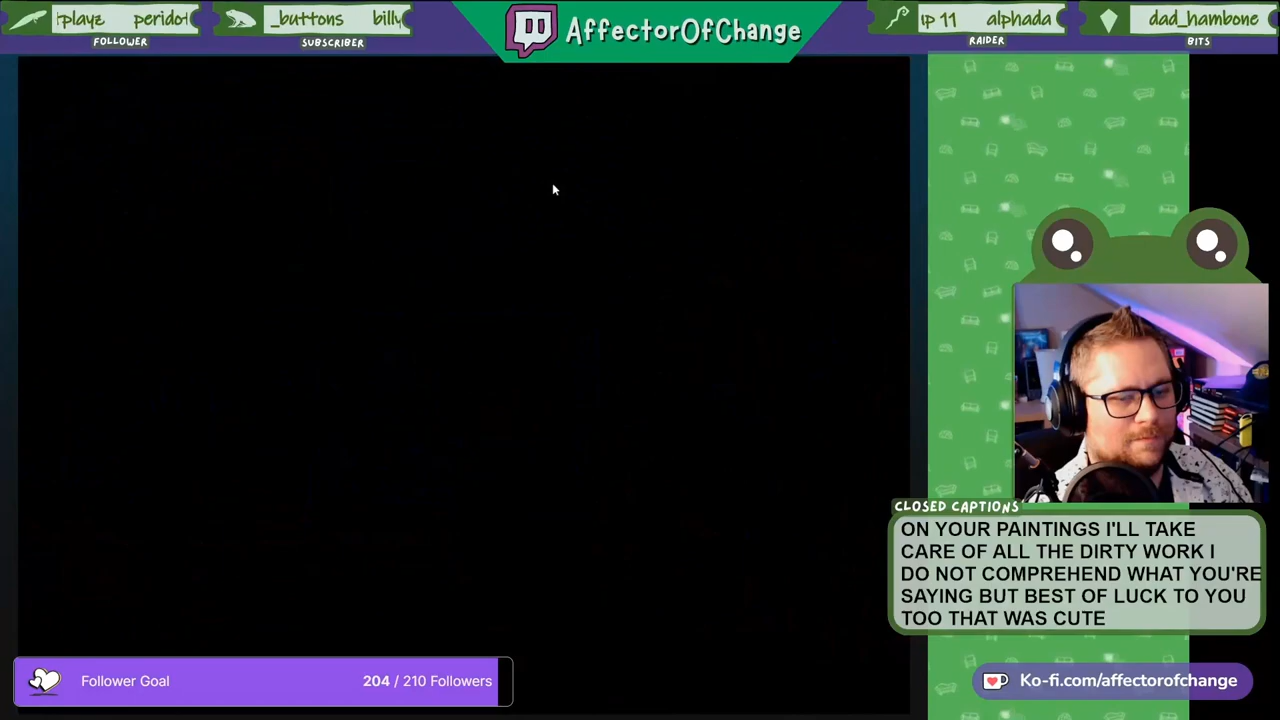 playz peridot
FOLLOWER
_buttons billy
SUBSCRIBER
AffectorOfChange
ip 11 alphada
RAIDER
dad_hambone
BITS
CLOSED CAPTIONS
ON YOUR PAINTINGS I'LL TAKE
CARE OF ALL THE DIRTY WORK I
DO NOT COMPREHEND WHAT YOU'RE
SAYING BUT BEST OF LUCK TO YOU
TOO THAT WAS CUTE
Follower Goal 204 / 210 Followers
Ko-fi.com/affectorofchange